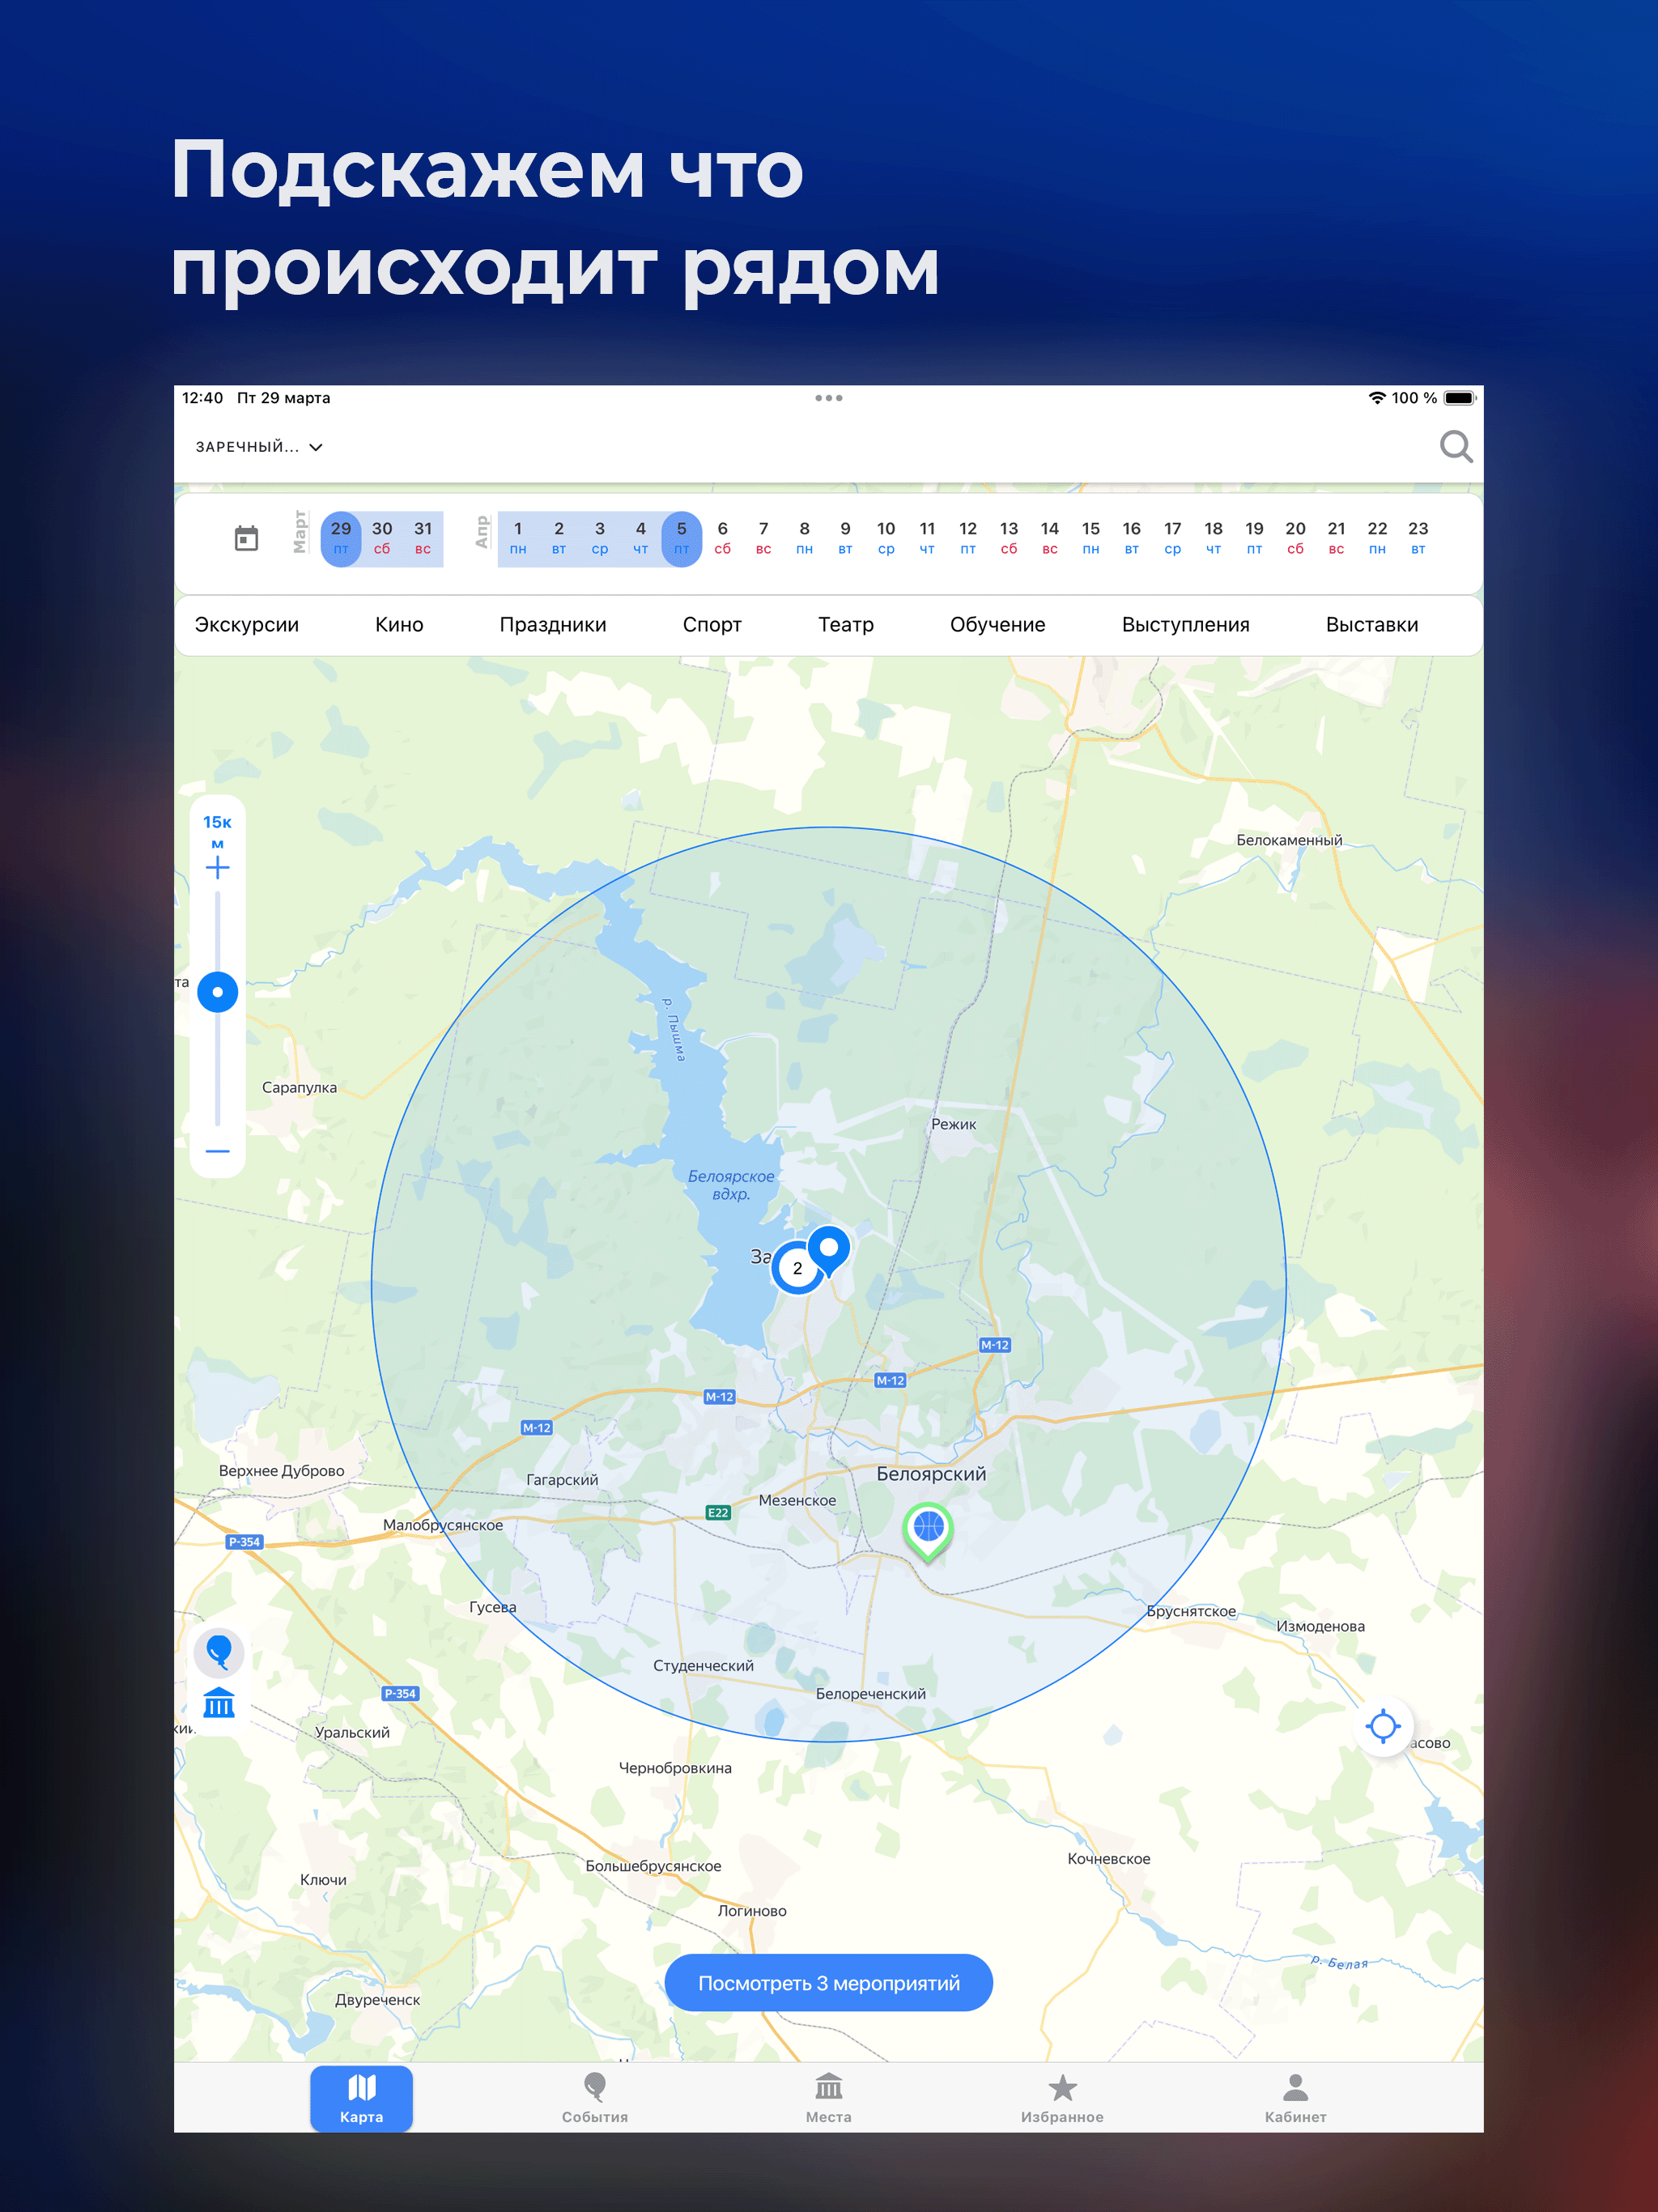 Подскажем что
происходит рядом
12:40 Пт 29 марта
100 %
ЗАРЕЧНЫЙ...
Март 29 30 31 Апр 1 2 3 4 5 6 7 8 9 10 11 12 13 14 15 16 17 18 19 20 21 22 23
пт сб вс пн вт ср чт пт сб вс пн вт ср чт пт сб вс пн вт ср чт пт сб вс пн вт
Экскурсии Кино Праздники Спорт Театр Обучение Выступления Выставки
15к
м
Белокаменный
та
р. Пышма
Сарапулка
Режик
Белоярское
вдхр.
За
2
М-12
М-12
М-12
М-12
Верхнее Дуброво
Гагарский
Белоярский
Мезенское
Е22
Малобрусянское
Р-354
Гусева
Бруснятское
Измоденова
Студенческий
Р-354
Белореченский
кий
Уральский
асово
Чернобровкина
Большебрусянское
Кочневское
Ключи
Логиново
р. Белая
Посмотреть 3 мероприятий
Двуреченск
Карта События Места Избранное Кабинет